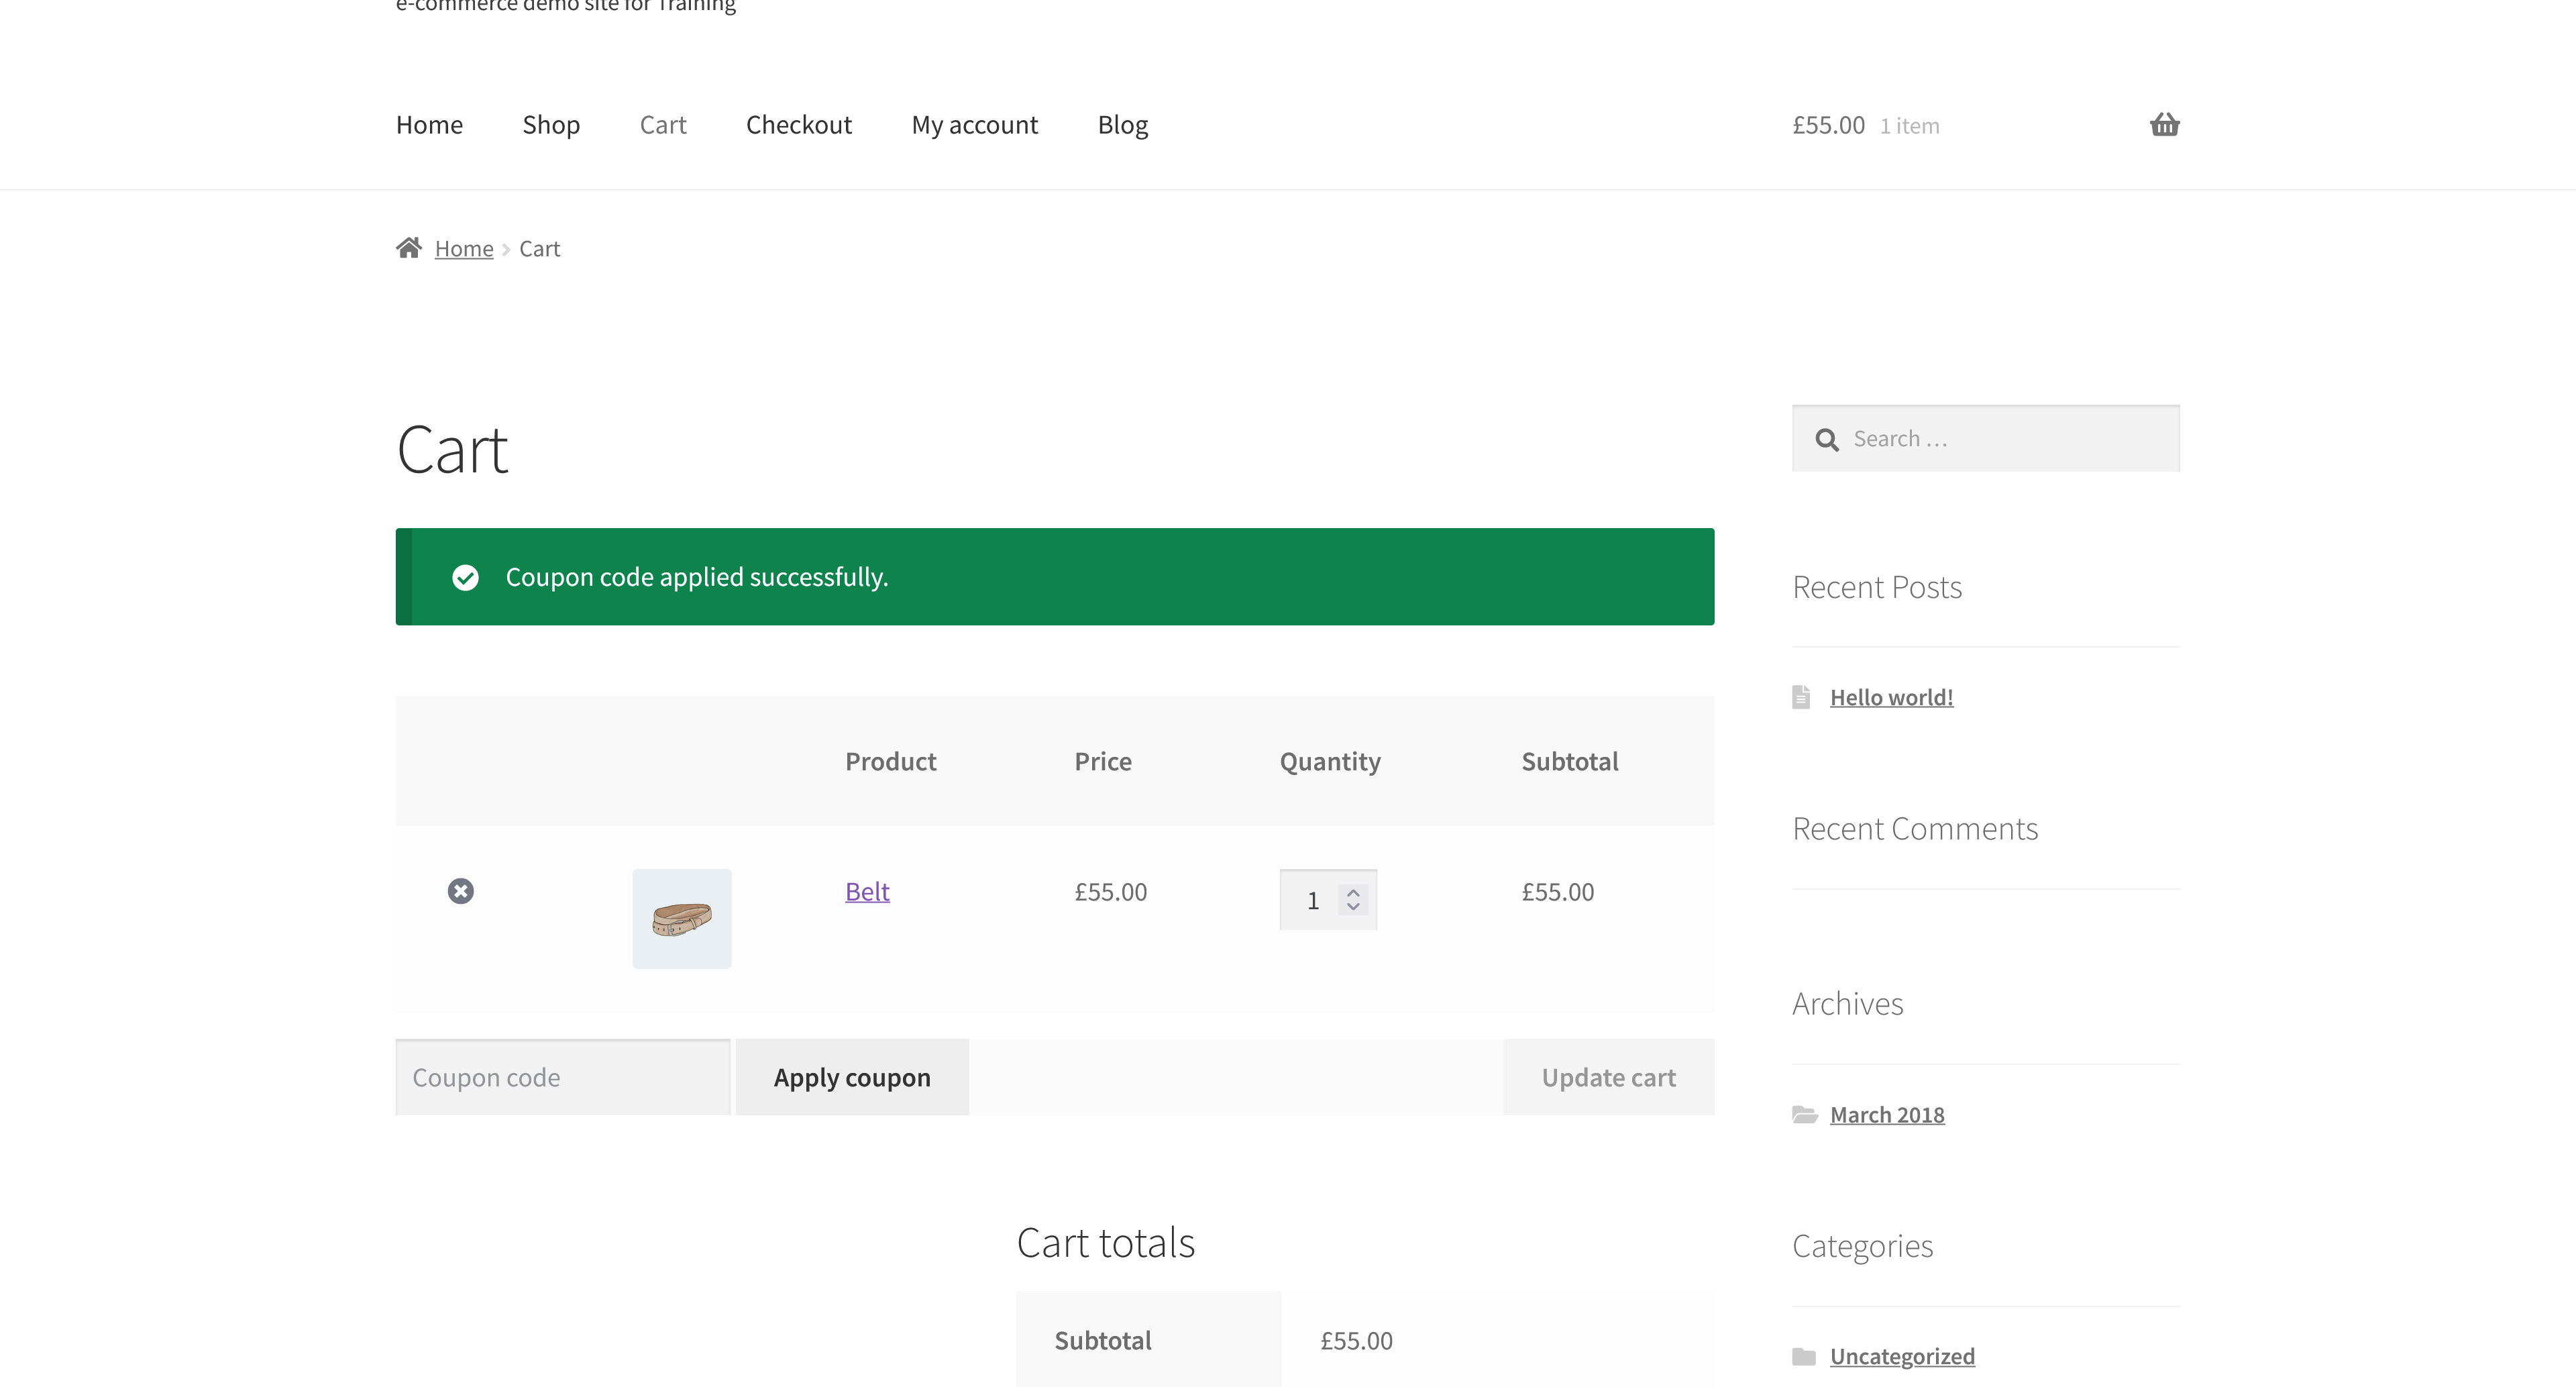 e-commerce demo site for Training
Home Shop Cart Checkout My account Blog £55.00 1 item
Home Cart
Cart
Search …
Coupon code applied successfully.
Recent Posts
Hello world!
Product Price Quantity Subtotal
Recent Comments
Belt £55.00 1 £55.00
Archives
Coupon code Apply coupon Update cart
March 2018
Cart totals
Categories
Subtotal £55.00
Uncategorized